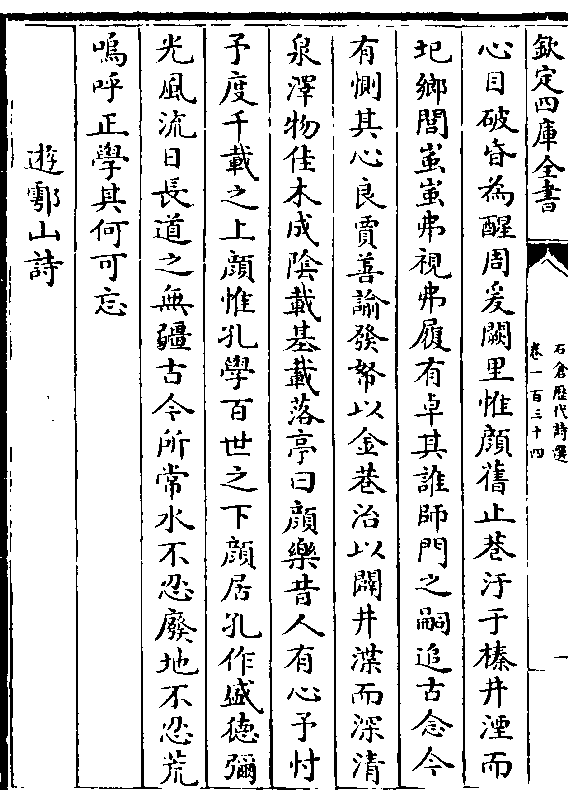 欽定四庫全書
石倉歴代詩選
卷一百三十四
心目破昏為醒周爰闕里惟顔舊止巷汙于榛井湮而
圮鄉閭蚩蚩弗視弗履有卓其誰師門之嗣追古念今
有惻其心良賈善諭發帑以金巷治以闢井渫而深清
泉澤物佳木成陰載基載落亭曰顔樂昔人有心予忖
予度千載之上顔惟孔學百世之下顔居孔作盛德彌
光風流日長道之無疆古今所常水不忍廢地不忍荒
嗚呼正學其何可忘
遊鄠山詩